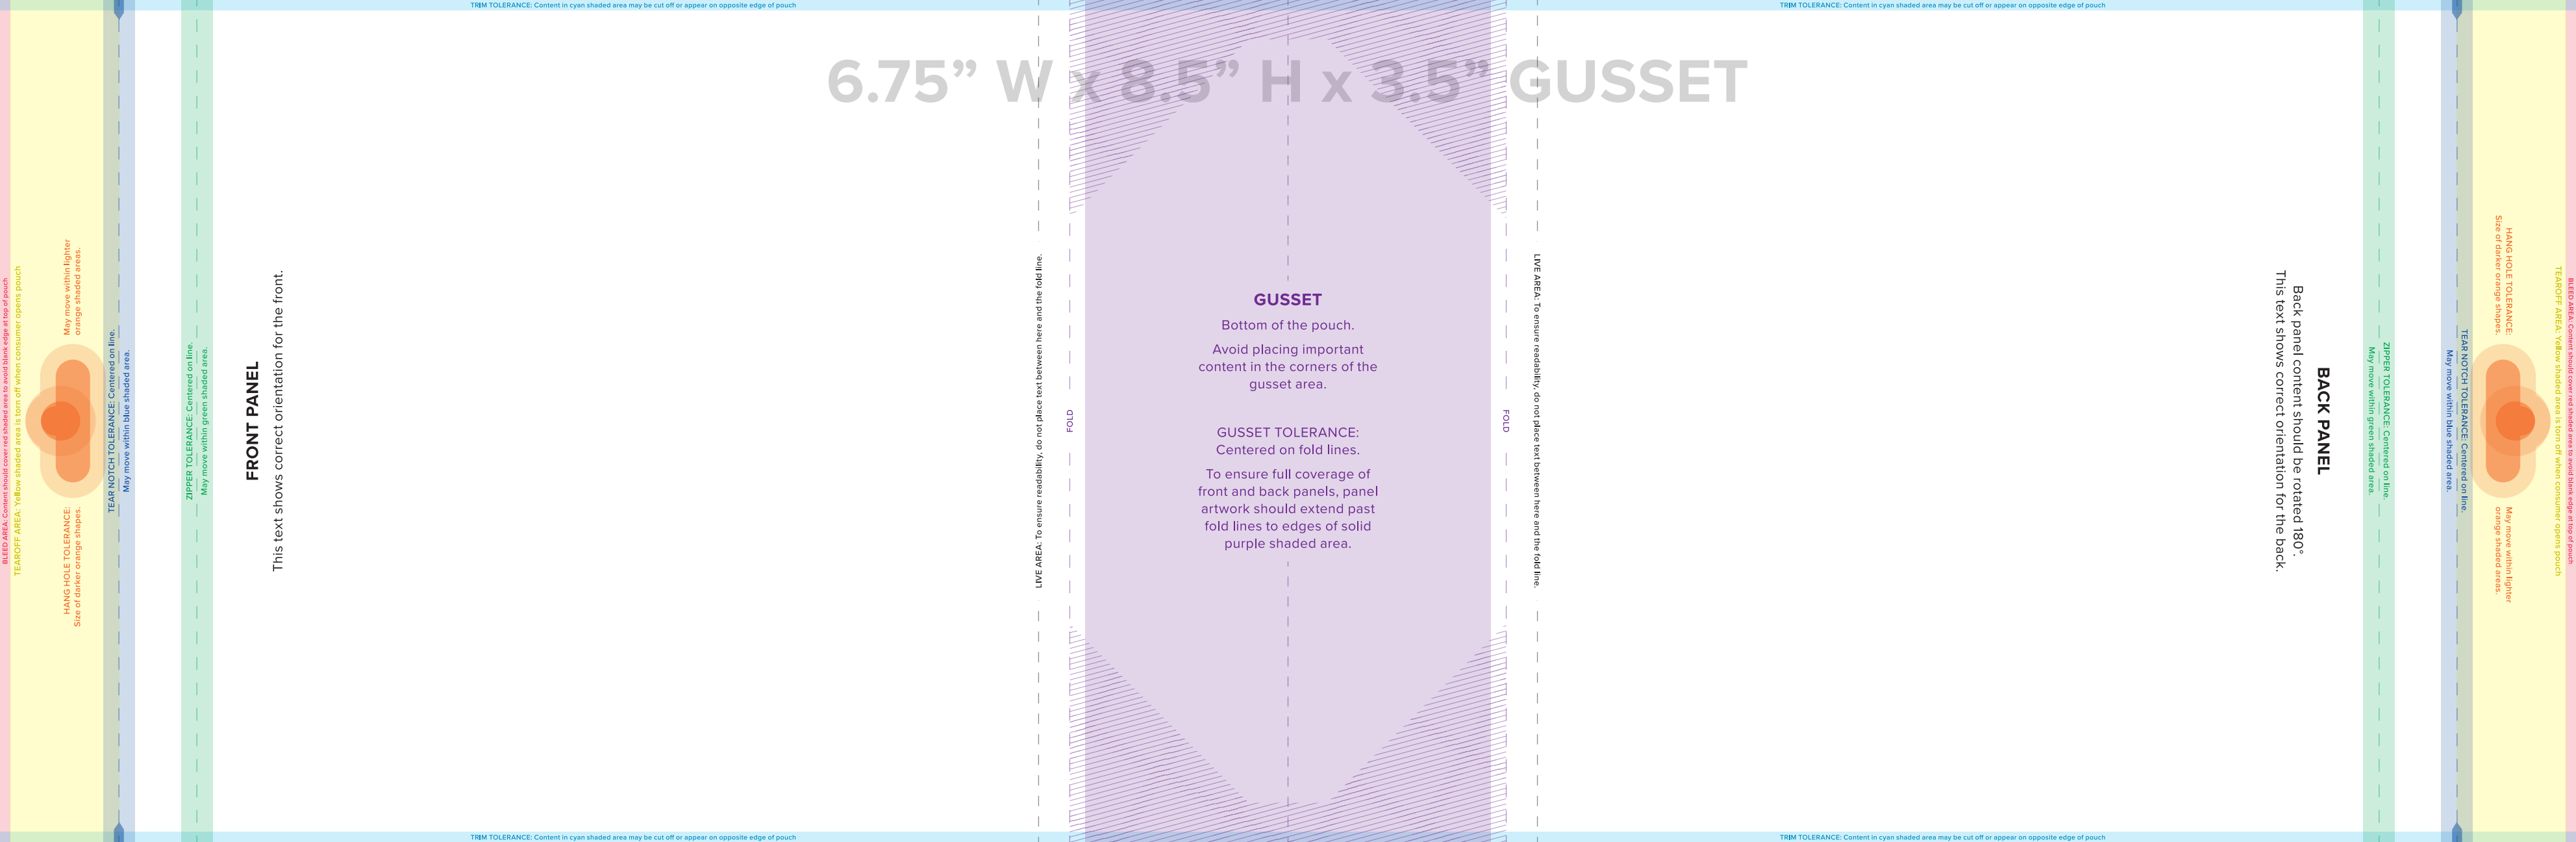 TRIM TOLERANCE: Content in cyan shaded area may be cut off or appear on opposite edge of pouch
TRIM TOLERANCE: Content in cyan shaded area may be cut off or appear on opposite edge of pouch
6.75” W x 8.5” H x 3.5” GUSSET
BLEED AREA: Content should cover red shaded area to avoid blank edge at top of pouch
TEAROFF AREA: Yellow shaded area is torn off when consumer opens pouch
HANG HOLE TOLERANCE:
Size of darker orange shapes.
May move within lighter
orange shaded areas.
TEAR NOTCH TOLERANCE: Centered on line.
May move within blue shaded area.
ZIPPER TOLERANCE: Centered on line.
May move within green shaded area.
FRONT PANEL
This text shows correct orientation for the front.
LIVE AREA: To ensure readability, do not place text between here and the fold line.
FOLD
GUSSET
Bottom of the pouch.
Avoid placing important
content in the corners of the
gusset area.
GUSSET TOLERANCE:
Centered on fold lines.
To ensure full coverage of
front and back panels, panel
artwork should extend past
fold lines to edges of solid
purple shaded area.
FOLD
LIVE AREA: To ensure readability, do not place text between here and the fold line.
BACK PANEL
Back panel content should be rotated 180°.
This text shows correct orientation for the back.
ZIPPER TOLERANCE: Centered on line.
May move within green shaded area.
TEAR NOTCH TOLERANCE: Centered on line.
May move within blue shaded area.
HANG HOLE TOLERANCE:
Size of darker orange shapes.
May move within lighter
orange shaded areas.
TEAROFF AREA: Yellow shaded area is torn off when consumer opens pouch
BLEED AREA: Content should cover red shaded area to avoid blank edge at top of pouch
TRIM TOLERANCE: Content in cyan shaded area may be cut off or appear on opposite edge of pouch
TRIM TOLERANCE: Content in cyan shaded area may be cut off or appear on opposite edge of pouch